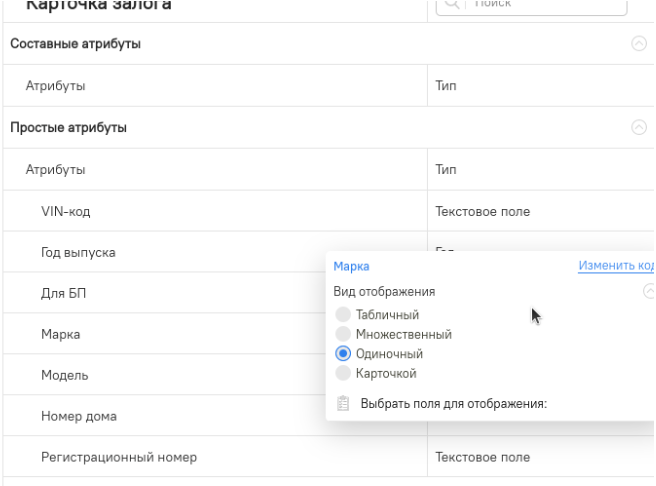 Карточка залога
Поиск
Составные атрибуты
Атрибуты
Тип
Простые атрибуты
Атрибуты
Тип
VIN-код
Текстовое поле
Год выпуска
Для БП
Марка
Модель
Номер дома
Регистрационный номер
Текстовое поле
Марка
Изменить код
Вид отображения
Табличный
Множественный
Одиночный
Карточкой
Выбрать поля для отображения: